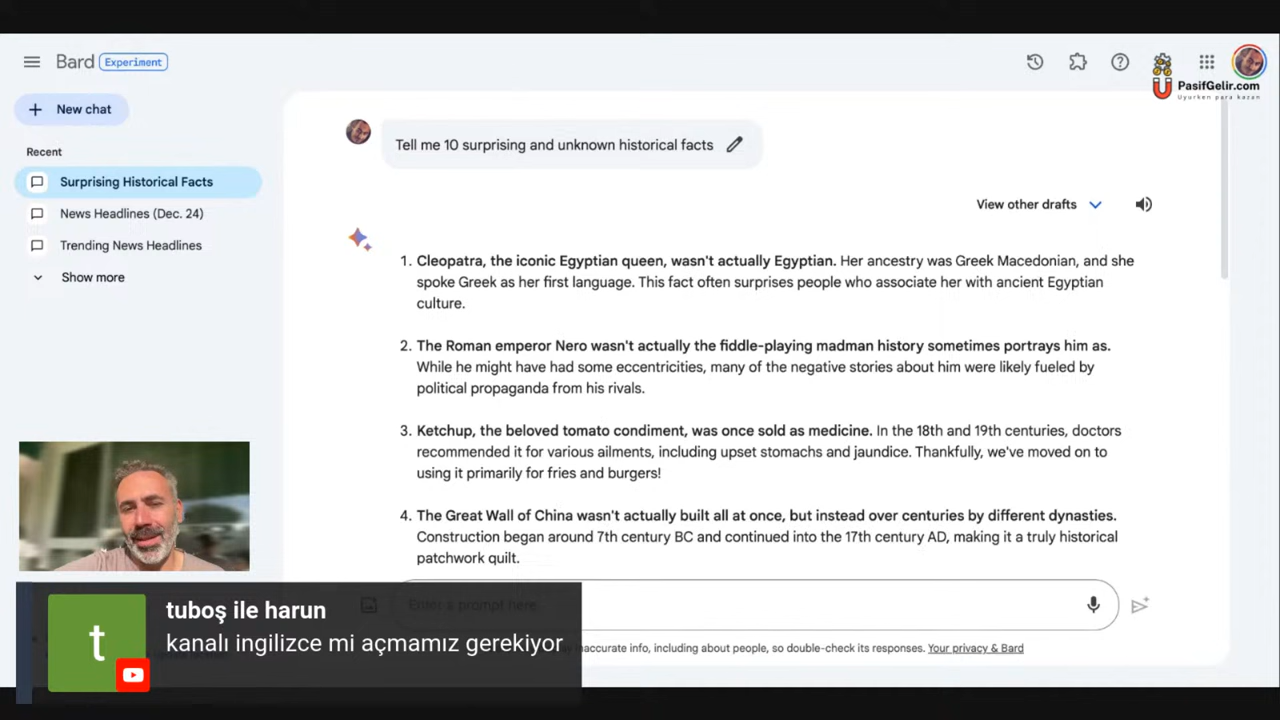 Bard Experiment
PasifGelir.com
Uyurken para kazan
+ New chat
Recent
Surprising Historical Facts
News Headlines (Dec. 24)
Trending News Headlines
Show more
Tell me 10 surprising and unknown historical facts
View other drafts
1. Cleopatra, the iconic Egyptian queen, wasn't actually Egyptian. Her ancestry was Greek Macedonian, and she
spoke Greek as her first language. This fact often surprises people who associate her with ancient Egyptian
culture.
2. The Roman emperor Nero wasn't actually the fiddle-playing madman history sometimes portrays him as.
While he might have had some eccentricities, many of the negative stories about him were likely fueled by
political propaganda from his rivals.
3. Ketchup, the beloved tomato condiment, was once sold as medicine. In the 18th and 19th centuries, doctors
recommended it for various ailments, including upset stomachs and jaundice. Thankfully, we've moved on to
using it primarily for fries and burgers!
4. The Great Wall of China wasn't actually built all at once, but instead over centuries by different dynasties.
Construction began around 7th century BC and continued into the 17th century AD, making it a truly historical
patchwork quilt.
Enter a prompt here
inaccurate info, including about people, so double-check its responses. Your privacy & Bard
t
tuboş ile harun
kanalı ingilizce mi açmamız gerekiyor